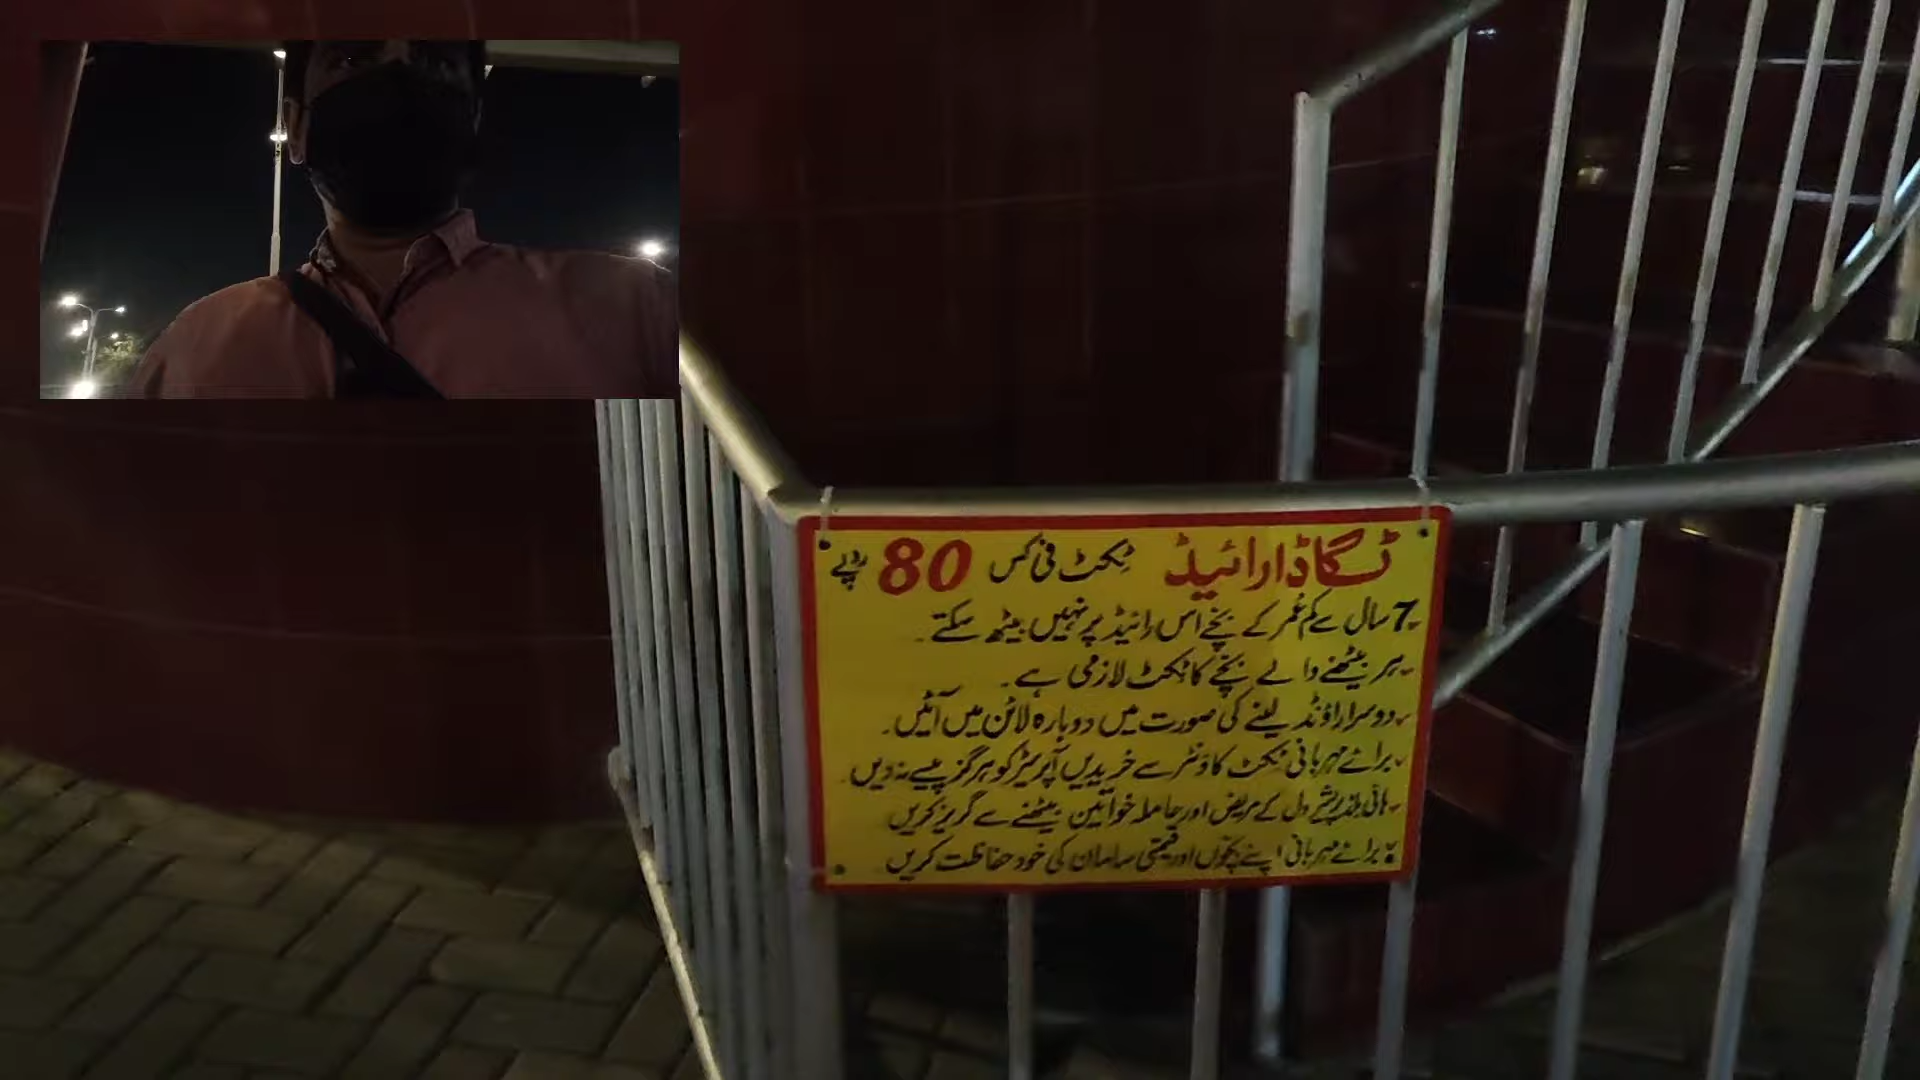 ٹگاڈا رائیڈ ٹکٹ فی کس 80 روپے
7 سال سے کم عمر کے بچے اس رائیڈ پر نہیں بیٹھ سکتے۔
ہر بیٹھنے والے بچے کا ٹکٹ لازمی ہے۔
دوسرا راؤنڈ لینے کی صورت میں دوبارہ لائن میں آئیں۔
برائے مہربانی ٹکٹ کاؤنٹر سے خریدیں آپریٹر کو ہرگز پیسے نہ دیں۔
ہائی بلڈ پریشر دل کے مریض اور حاملہ خواتین بیٹھنے سے گریز کریں
برائے مہربانی اپنے بچوں اور قیمتی سامان کی خود حفاظت کریں